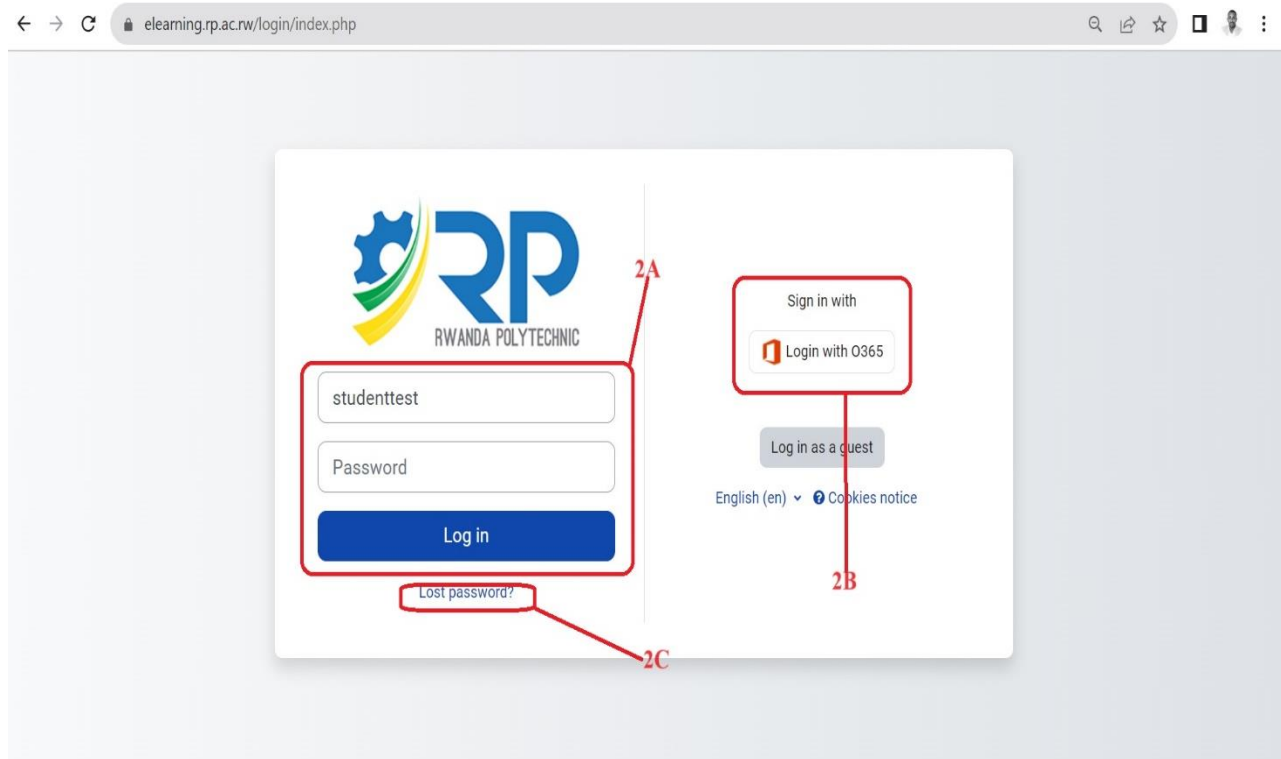 elearning.rp.ac.rw/login/index.php
RP
RWANDA POLYTECHNIC
2A
studenttest
Password
Log in
Lost password?
2C
Sign in with
Login with O365
Log in as a guest
English (en)
Cookies notice
2B